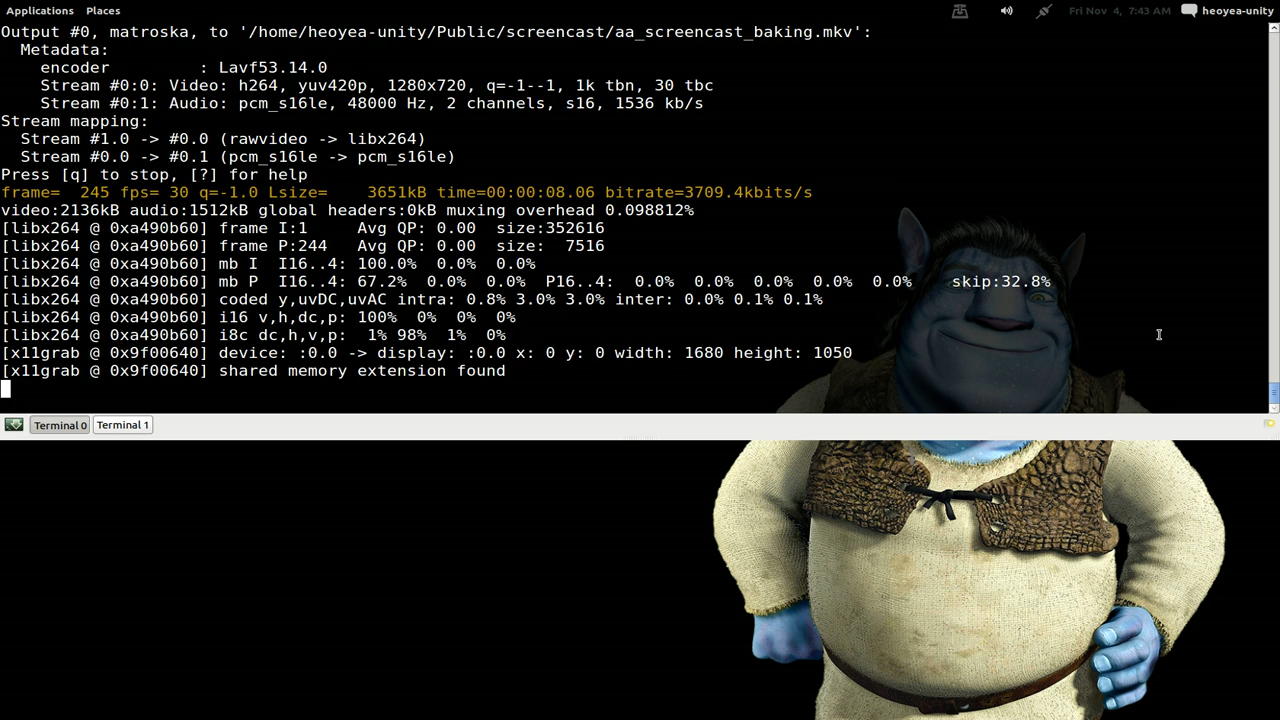 Applications Places Fri Nov 4, 7:43 AM heoyea-unity
Output #0, matroska, to '/home/heoyea-unity/Public/screencast/aa_screencast_baking.mkv':
Metadata:
encoder : Lavf53.14.0
Stream #0:0: Video: h264, yuv420p, 1280x720, q=-1--1, 1k tbn, 30 tbc
Stream #0:1: Audio: pcm_s16le, 48000 Hz, 2 channels, s16, 1536 kb/s
Stream mapping:
Stream #1.0 -> #0.0 (rawvideo -> libx264)
Stream #0.0 -> #0.1 (pcm_s16le -> pcm_s16le)
Press [q] to stop, [?] for help
frame= 245 fps= 30 q=-1.0 Lsize= 3651kB time=00:00:08.06 bitrate=3709.4kbits/s
video:2136kB audio:1512kB global headers:0kB muxing overhead 0.098812%
[libx264 @ 0xa490b60] frame I:1 Avg QP: 0.00 size:352616
[libx264 @ 0xa490b60] frame P:244 Avg QP: 0.00 size: 7516
[libx264 @ 0xa490b60] mb I I16..4: 100.0% 0.0% 0.0%
[libx264 @ 0xa490b60] mb P I16..4: 67.2% 0.0% 0.0% P16..4: 0.0% 0.0% 0.0% 0.0% 0.0% skip:32.8%
[libx264 @ 0xa490b60] coded y,uvDC,uvAC intra: 0.8% 3.0% 3.0% inter: 0.0% 0.1% 0.1%
[libx264 @ 0xa490b60] i16 v,h,dc,p: 100% 0% 0% 0%
[libx264 @ 0xa490b60] i8c dc,h,v,p: 1% 98% 1% 0%
[x11grab @ 0x9f00640] device: :0.0 -> display: :0.0 x: 0 y: 0 width: 1680 height: 1050
[x11grab @ 0x9f00640] shared memory extension found
Terminal 0 Terminal 1